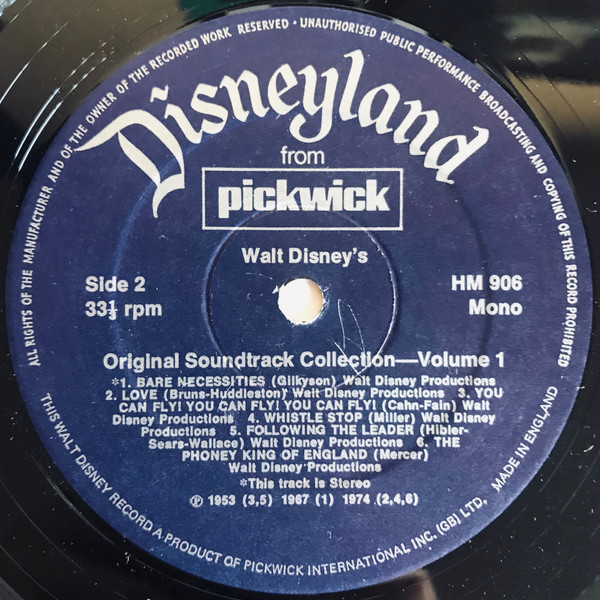 ALL RIGHTS OF THE MANUFACTURER AND OF THE OWNER OF THE RECORDED WORK RESERVED · UNAUTHORISED PUBLIC PERFORMANCE BROADCASTING AND COPYING OF THIS RECORD PROHIBITED
Disneyland
from
pickwick
Walt Disney's
Side 2
33⅓ rpm
HM 906
Mono
Original Soundtrack Collection—Volume 1
*1. BARE NECESSITIES (Gilkyson) Walt Disney Productions
2. LOVE (Bruns-Huddleston) Walt Disney Productions 3. YOU
CAN FLY! YOU CAN FLY! YOU CAN FLY! (Cahn-Fain) Walt
Disney Productions 4. WHISTLE STOP (Miller) Walt Disney
Productions 5. FOLLOWING THE LEADER (Hibler-
Sears-Wallace) Walt Disney Productions 6. THE
PHONEY KING OF ENGLAND (Mercer)
Walt Disney Productions
*This track is Stereo
℗ 1953 (3,5) 1967 (1) 1974 (2,4,6)
THIS WALT DISNEY RECORD A PRODUCT OF PICKWICK INTERNATIONAL INC. (GB) LTD. MADE IN ENGLAND